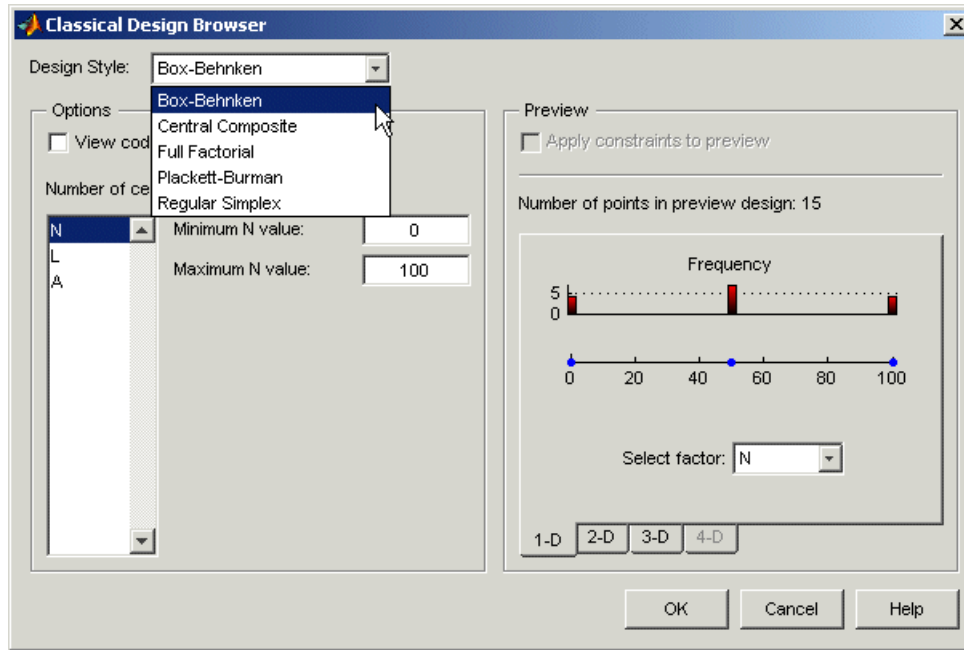 Classical Design Browser
Design Style: Box-Behnken
Box-Behnken
Central Composite
Full Factorial
Plackett-Burman
Regular Simplex
Options
View cod
Number of ce
N
L
A
Minimum N value: 0
Maximum N value: 100
Preview
Apply constraints to preview
Number of points in preview design: 15
Frequency
5
0
0 20 40 60 80 100
Select factor: N
1-D 2-D 3-D 4-D
OK Cancel Help